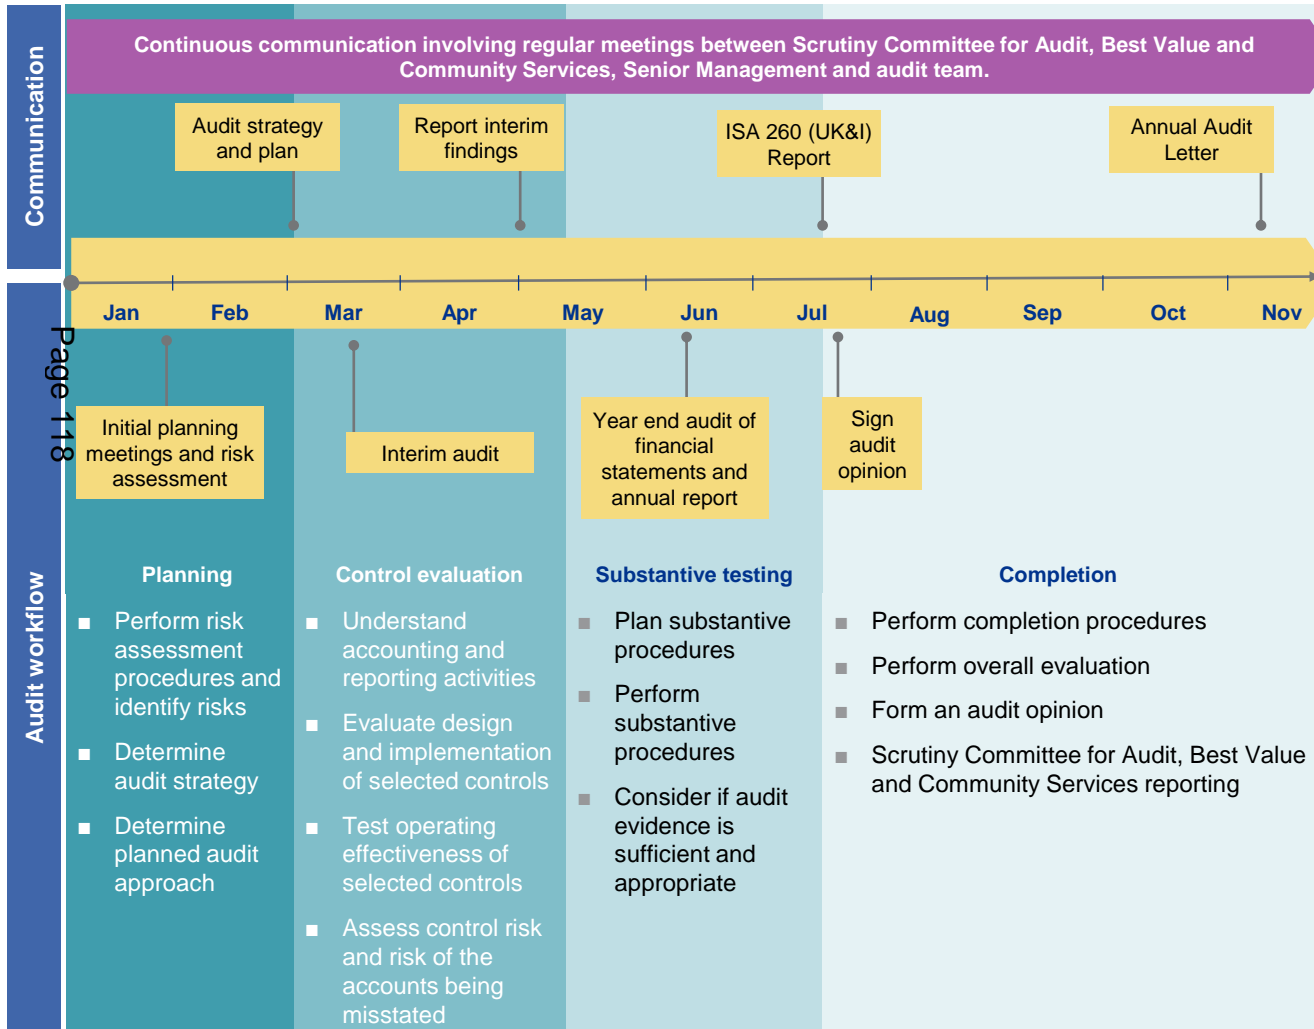 Communication
Continuous communication involving regular meetings between Scrutiny Committee for Audit, Best Value and
Community Services, Senior Management and audit team.
Audit strategy
and plan
Report interim
findings
ISA 260 (UK&I)
Report
Annual Audit
Letter
Jan
Feb
Mar
Apr
May
Jun
Jul
Aug
Sep
Oct
Nov
Page 118
Audit workflow
Initial planning
meetings and risk
assessment
Interim audit
Year end audit of
financial
statements and
annual report
Sign
audit
opinion
Planning
■ Perform risk
assessment
procedures and
identify risks
■ Determine
audit strategy
■ Determine
planned audit
approach
Control evaluation
■ Understand
accounting and
reporting activities
■ Evaluate design
and implementation
of selected controls
■ Test operating
effectiveness of
selected controls
■ Assess control risk
and risk of the
accounts being
misstated
Substantive testing
■ Plan substantive
procedures
■ Perform
substantive
procedures
■ Consider if audit
evidence is
sufficient and
appropriate
Completion
■ Perform completion procedures
■ Perform overall evaluation
■ Form an audit opinion
■ Scrutiny Committee for Audit, Best Value
and Community Services reporting